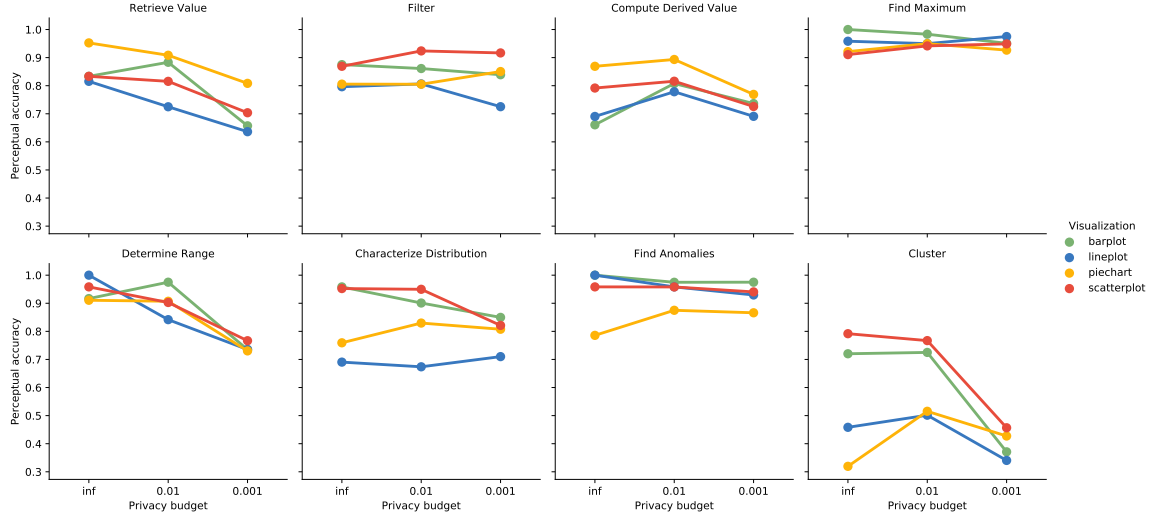 Retrieve Value
Filter
Compute Derived Value
Find Maximum
Perceptual accuracy
1.0
0.9
0.8
0.7
0.6
0.5
0.4
0.3
Visualization
barplot
lineplot
piechart
scatterplot
Determine Range
Characterize Distribution
Find Anomalies
Cluster
Perceptual accuracy
1.0
0.9
0.8
0.7
0.6
0.5
0.4
0.3
inf 0.01 0.001
Privacy budget
inf 0.01 0.001
Privacy budget
inf 0.01 0.001
Privacy budget
inf 0.01 0.001
Privacy budget